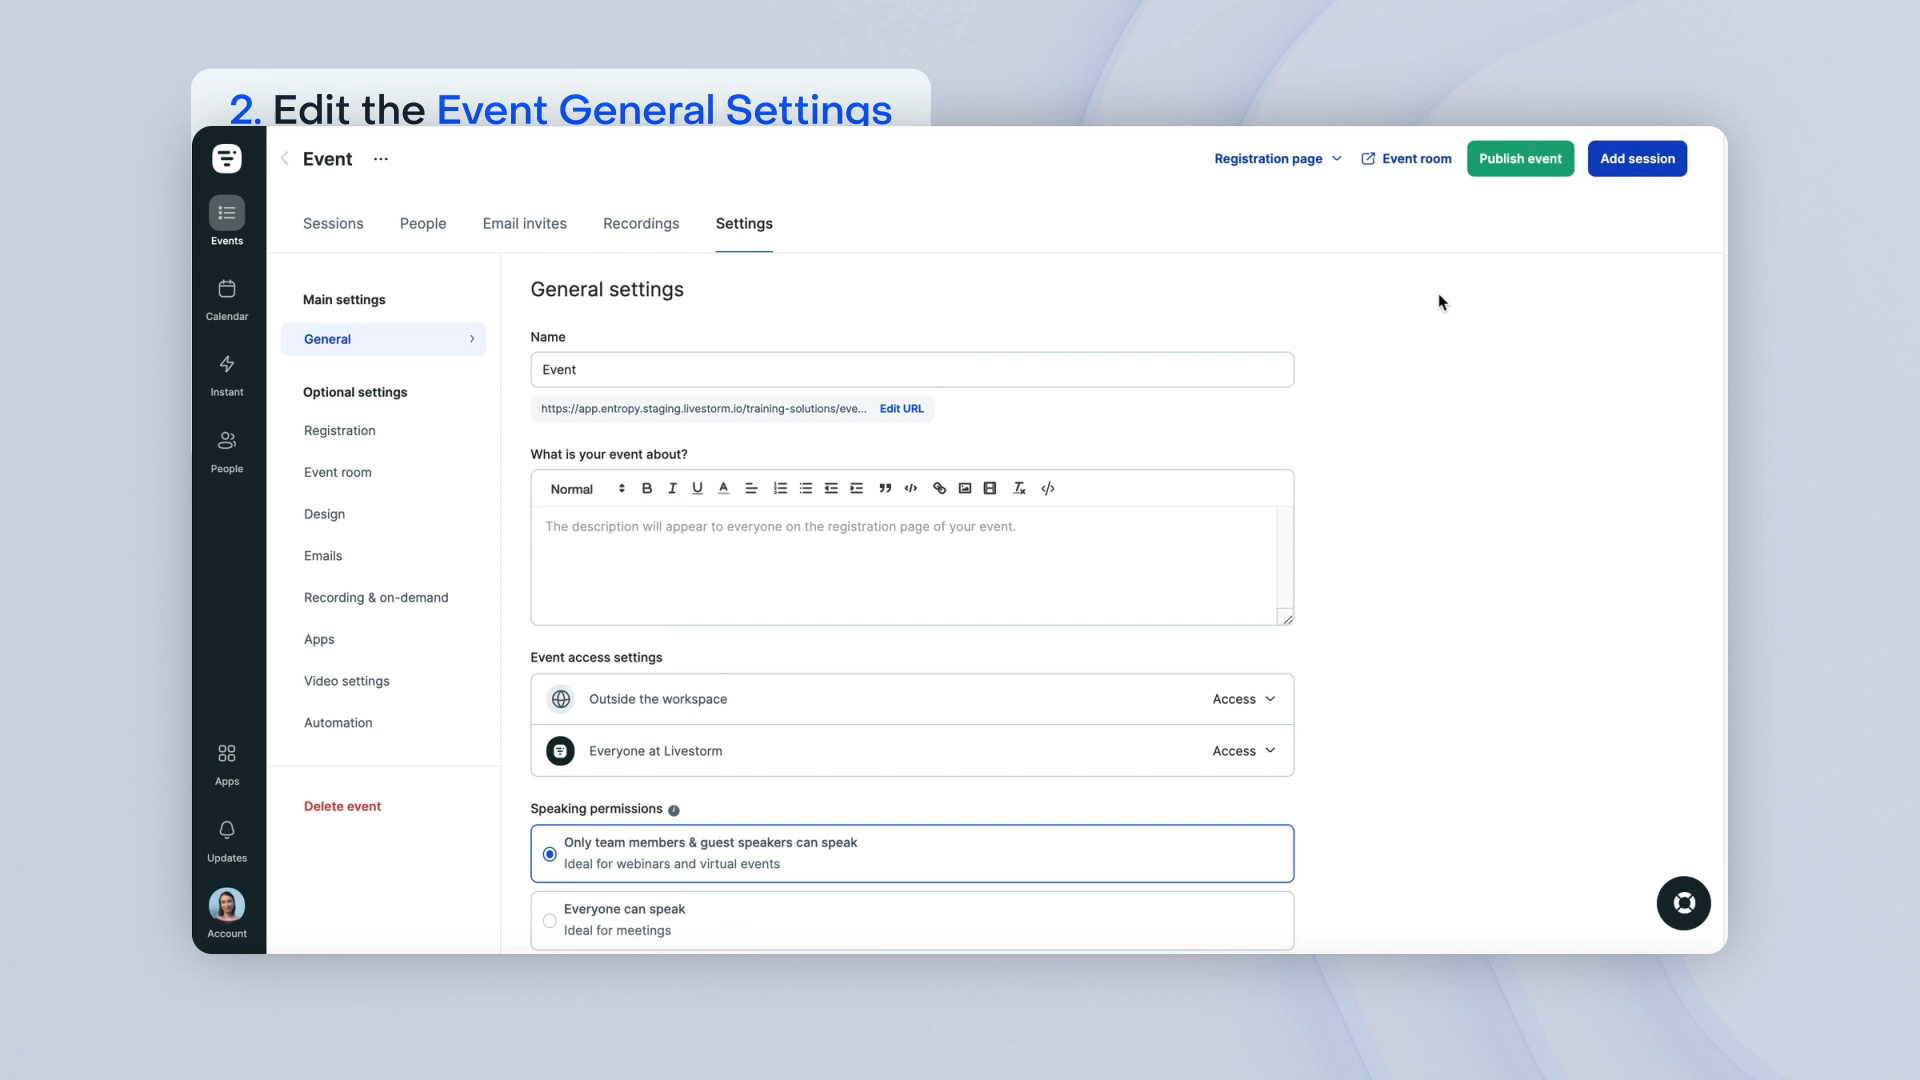 2. Edit the Event General Settings
Event ...
Registration page
Event room
Publish event
Add session
Events
Calendar
Instant
People
Apps
Updates
Account
Sessions
People
Email invites
Recordings
Settings
Main settings
General
Optional settings
Registration
Event room
Design
Emails
Recording & on-demand
Apps
Video settings
Automation
Delete event
General settings
Name
Event
https://app.entropy.staging.livestorm.io/training-solutions/eve... Edit URL
What is your event about?
Normal
The description will appear to everyone on the registration page of your event.
Event access settings
Outside the workspace
Access
Everyone at Livestorm
Access
Speaking permissions
Only team members & guest speakers can speak
Ideal for webinars and virtual events
Everyone can speak
Ideal for meetings